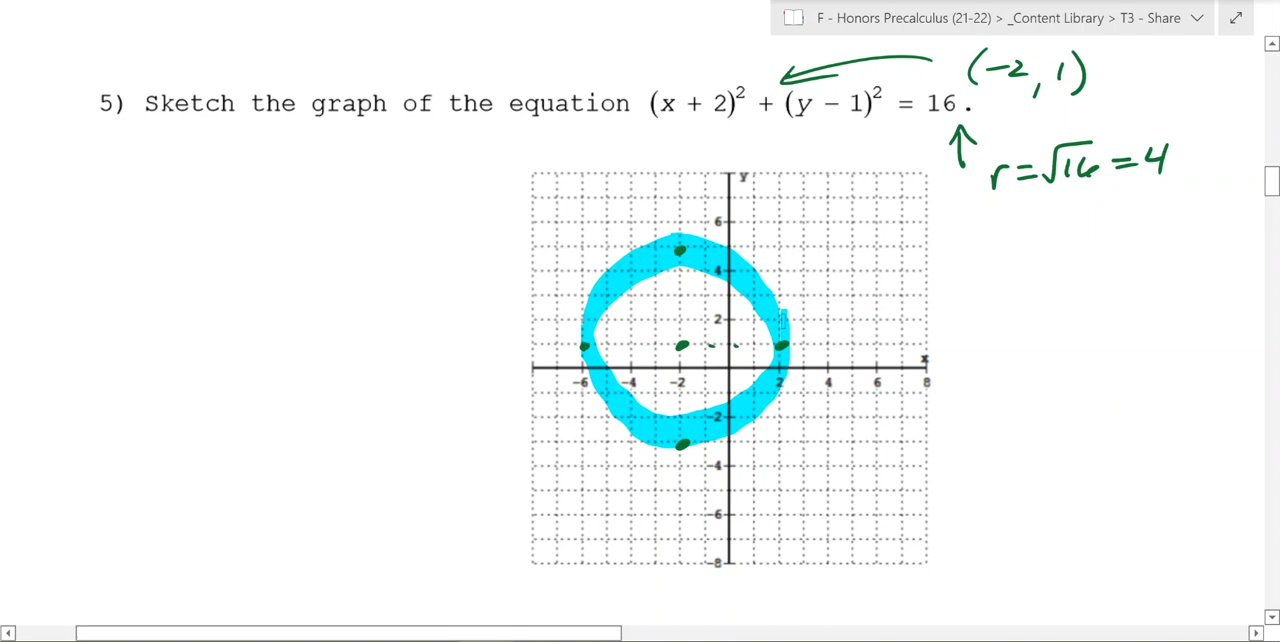 F - Honors Precalculus (21-22) > _Content Library > T3 - Share
(-2, 1)
5) Sketch the graph of the equation (x + 2)² + (y − 1)² = 16.
r = √16 = 4
y
6
4
2
x
-6 -4 -2 2 4 6 8
-2
-4
-6
-8